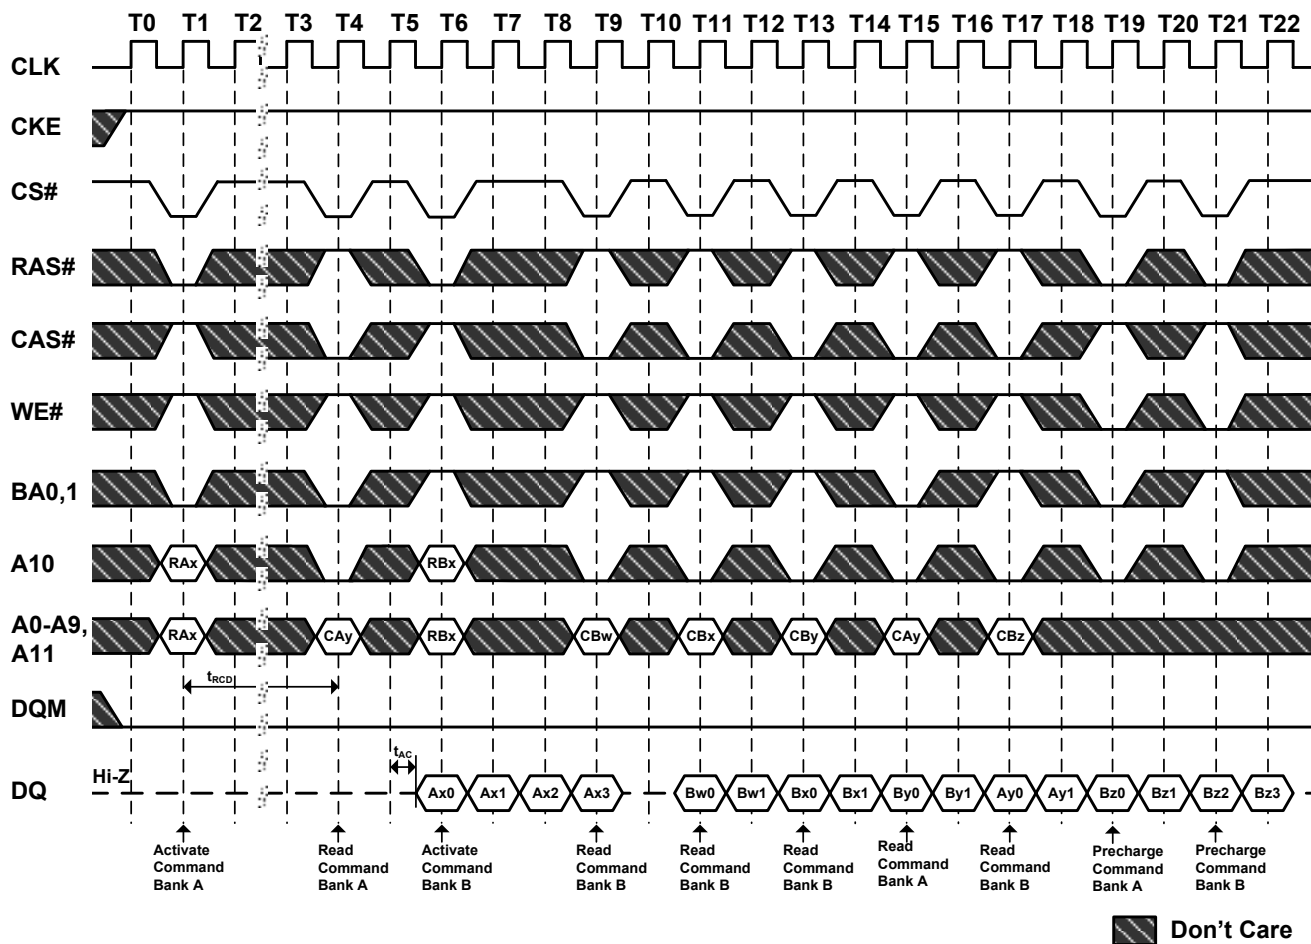 T0 T1 T2 T3 T4 T5 T6 T7 T8 T9 T10 T11 T12 T13 T14 T15 T16 T17 T18 T19 T20 T21 T22
CLK
CKE
CS#
RAS#
CAS#
WE#
BA0,1
A10
RAx RBx
A0-A9,
A11
RAx CAy RBx CBw CBx CBy CAy CBz
tRCD
DQM
tAC
Hi-Z
DQ
Ax0 Ax1 Ax2 Ax3 Bw0 Bw1 Bx0 Bx1 By0 By1 Ay0 Ay1 Bz0 Bz1 Bz2 Bz3
Activate
Command
Bank A
Read
Command
Bank A
Activate
Command
Bank B
Read
Command
Bank B
Read
Command
Bank B
Read
Command
Bank B
Read
Command
Bank A
Read
Command
Bank B
Precharge
Command
Bank A
Precharge
Command
Bank B
Don't Care